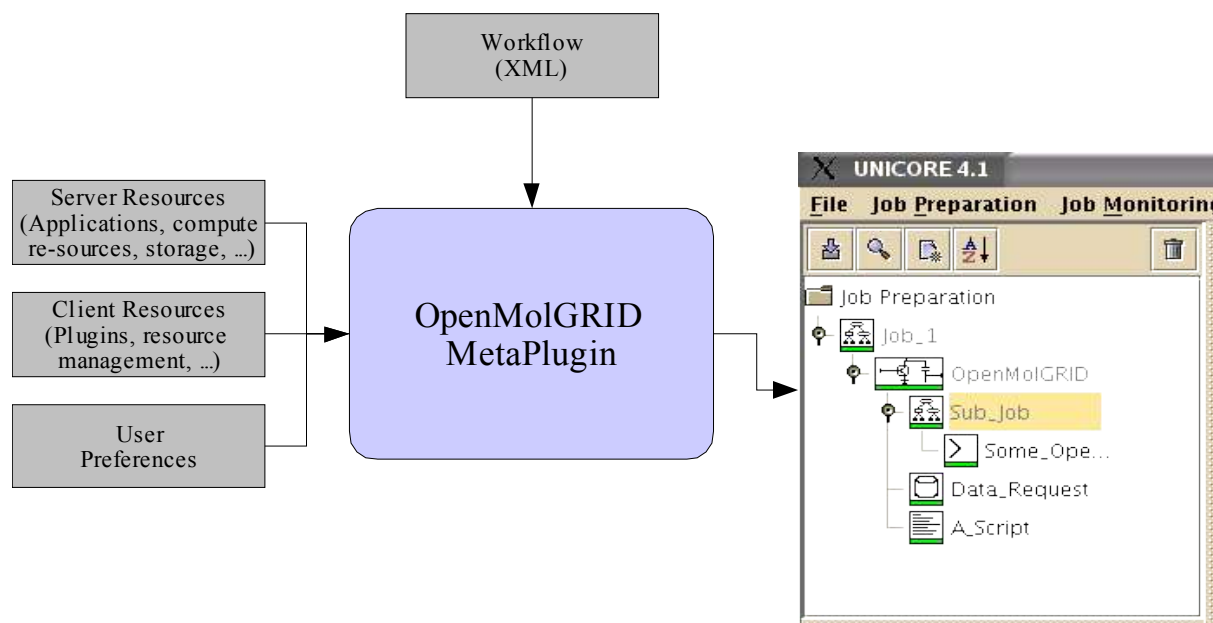 Workflow
(XML)
Server Resources
(Applications, compute
re-sources, storage, ...)
Client Resources
(Plugins, resource
management, ...)
User
Preferences
OpenMolGRID
MetaPlugin
UNICORE 4.1
File Job Preparation Job Monitorin
Job Preparation
Job_1
OpenMolGRID
Sub_Job
Some_Ope...
Data_Request
A_Script